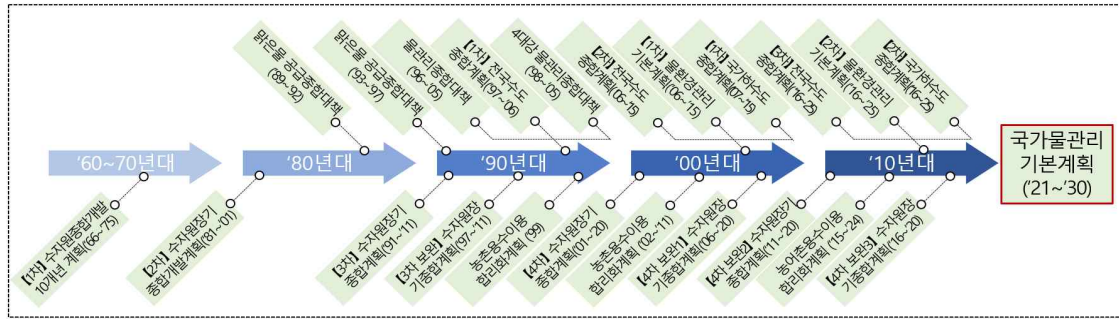 맑은물 공급종합대책
('89~'92)
맑은물 공급종합대책
('93~'97)
물관리종합대책
('96~'05)
【1차】 전국수도
종합계획('97~'06)
4대강 물관리종합대책
('98~'05)
【2차】 전국수도
종합계획('06~'15)
【1차】 물환경관리
기본계획('06~'15)
【1차】 국가하수도
종합계획('07~'15)
【3차】 전국수도
종합계획('16~'25)
【2차】 물환경관리
기본계획('16~'25)
【2차】 국가하수도
종합계획('16~'25)
'60~70년대
'80년대
'90년대
'00년대
'10년대
국가물관리
기본계획
('21~'30)
【1차】 수자원종합개발
10개년 계획('66~'75)
【2차】 수자원장기
종합개발계획('81~'01)
【3차】 수자원장기
종합계획('91~'11)
【3차 보완】 수자원장
기종합계획('97~'11)
농촌용수이용
합리화계획 ('99)
【4차】 수자원장기
종합계획('01~'20)
농촌용수이용
합리화계획 ('02~'11)
【4차 보완1】 수자원장
기종합계획('06~'20)
【4차 보완2】 수자원장기
종합계획('11~'20)
농어촌용수이용
합리화계획 ('15~'24)
【4차 보완3】 수자원장
기종합계획('16~'20)